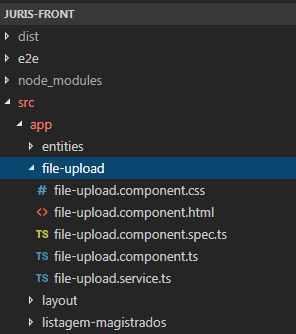 JURIS-FRONT
dist
e2e
node_modules
src
app
entities
file-upload
# file-upload.component.css
<> file-upload.component.html
TS file-upload.component.spec.ts
TS file-upload.component.ts
TS file-upload.service.ts
layout
listagem-magistrados